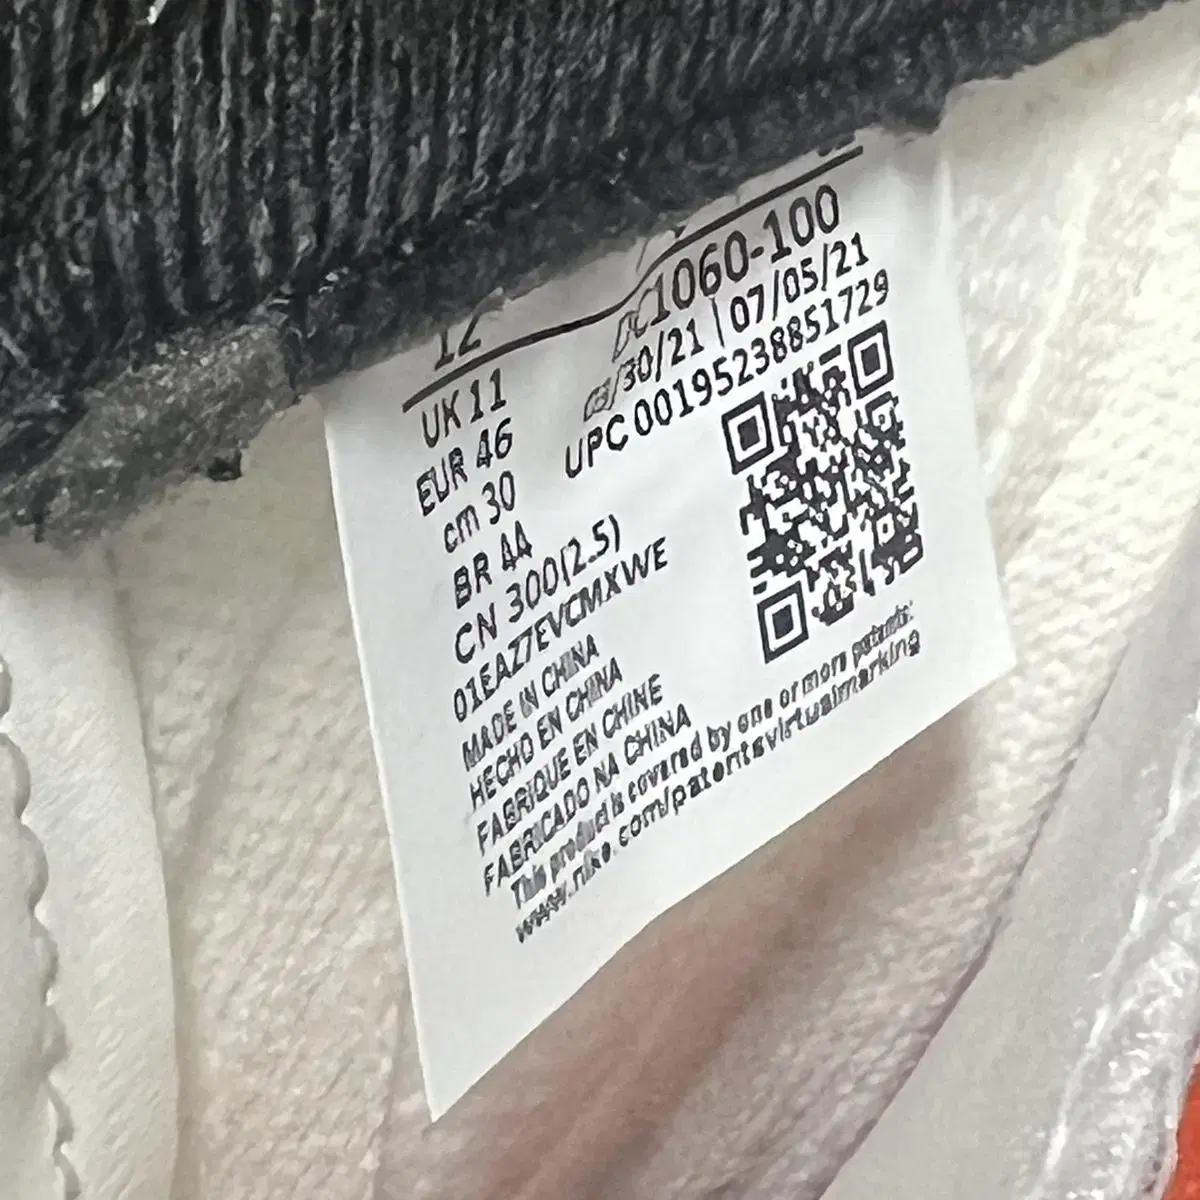 12
UK 11
EUR 46
cm 30
BR 44
CN 300(2.5)
01EAZ7EVCMXWE
DC1060-100
03/30/21 | 07/05/21
UPC 00195238851729
MADE IN CHINA
HECHO EN CHINA
FABRIQUE EN CHINE
FABRICADO NA CHINA
This product is covered by one or more patents:
www.nike.com/patentsvirtualmarking